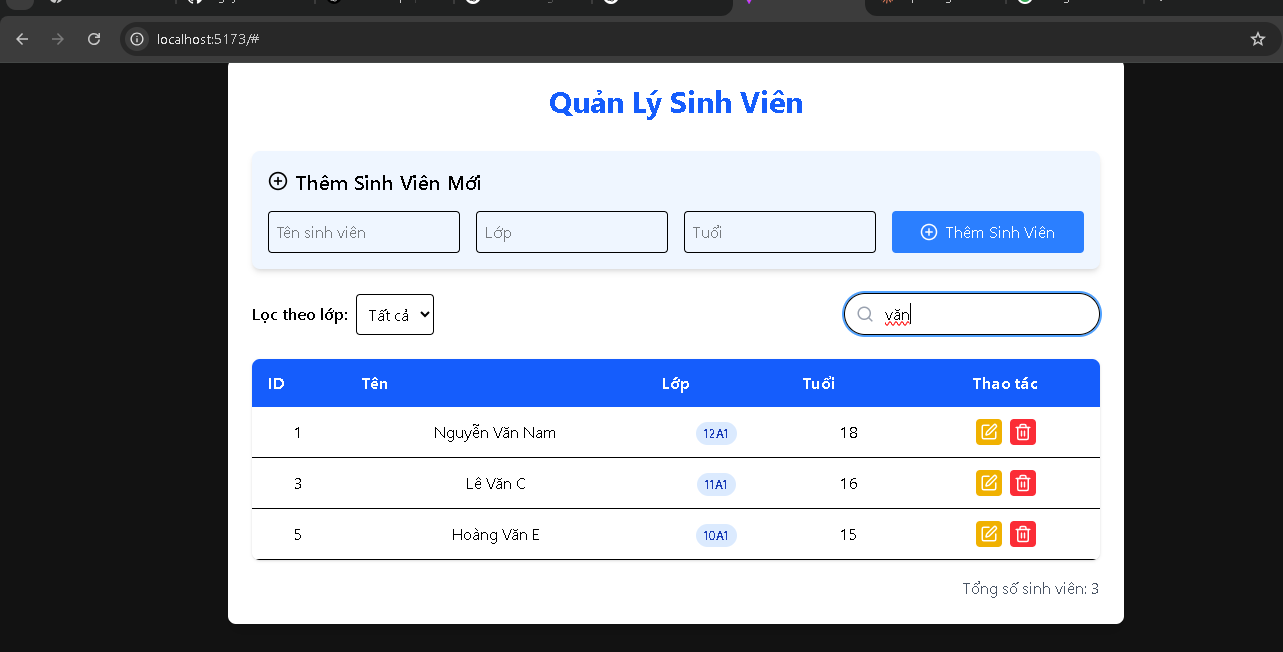 localhost:5173/#
Quản Lý Sinh Viên
Thêm Sinh Viên Mới
Tên sinh viên Lớp Tuổi Thêm Sinh Viên
Lọc theo lớp: Tất cả văn
ID Tên Lớp Tuổi Thao tác
1 Nguyễn Văn Nam 12A1 18
3 Lê Văn C 11A1 16
5 Hoàng Văn E 10A1 15
Tổng số sinh viên: 3